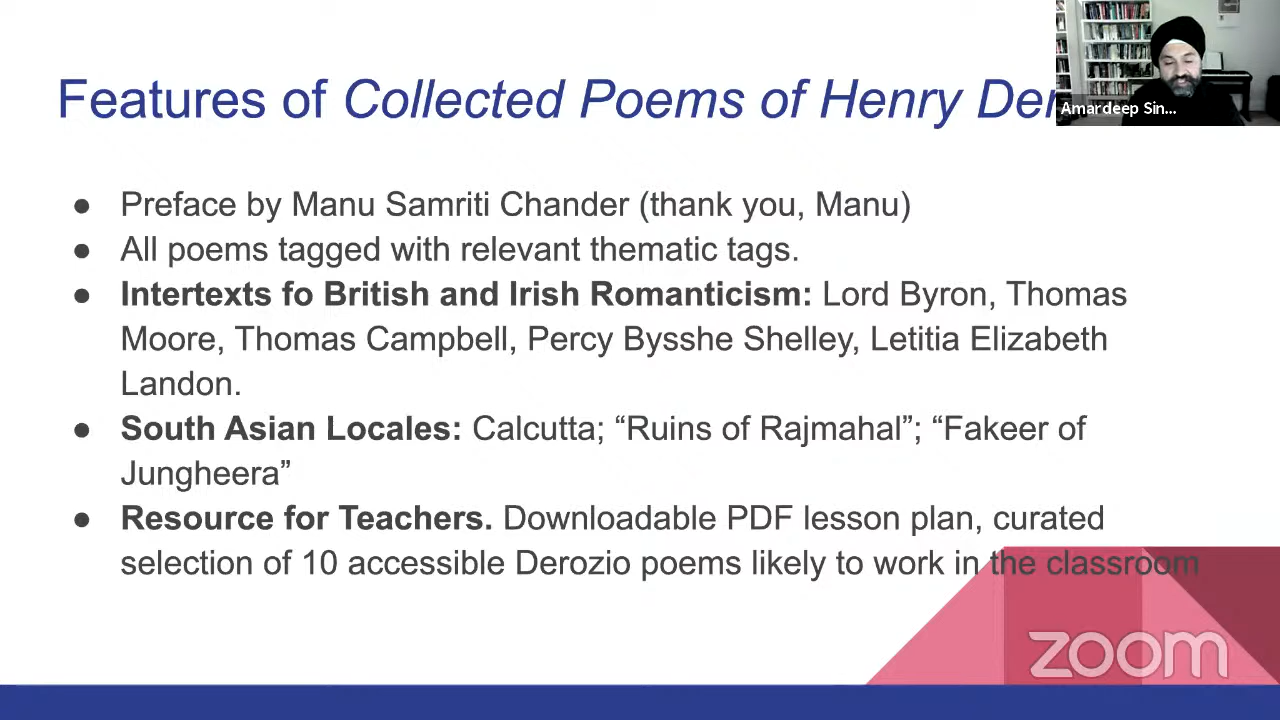 Features of Collected Poems of Henry Der
Amardeep Sin...
● Preface by Manu Samriti Chander (thank you, Manu)
● All poems tagged with relevant thematic tags.
● Intertexts fo British and Irish Romanticism: Lord Byron, Thomas
Moore, Thomas Campbell, Percy Bysshe Shelley, Letitia Elizabeth
Landon.
● South Asian Locales: Calcutta; “Ruins of Rajmahal”; “Fakeer of
Jungheera”
● Resource for Teachers. Downloadable PDF lesson plan, curated
selection of 10 accessible Derozio poems likely to work in the classroom
zoom